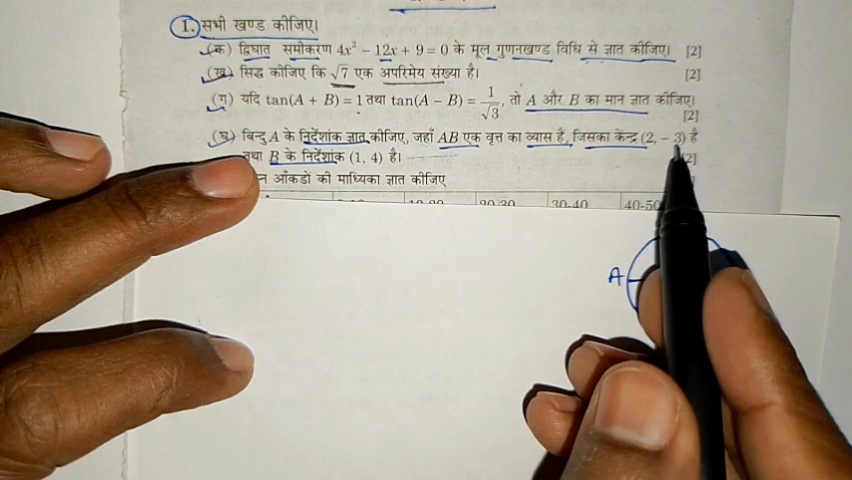 1. सभी खण्ड कीजिए।
(क) द्विघात समीकरण 4x² − 12x + 9 = 0 के मूल गुणनखण्ड विधि से ज्ञात कीजिए। [2]
(ख) सिद्ध कीजिए कि √7 एक अपरिमेय संख्या है। [2]
(ग) यदि tan(A + B) = 1 तथा tan(A − B) = 1/√3, तो A और B का मान ज्ञात कीजिए। [2]
(घ) बिन्दु A के निर्देशांक ज्ञात कीजिए, जहाँ AB एक वृत्त का व्यास है, जिसका केन्द्र (2, − 3) है
तथा B के निर्देशांक (1, 4) है। [2]
आँकडो की माध्यिका ज्ञात कीजिए
20-30 30-40 40-50
A